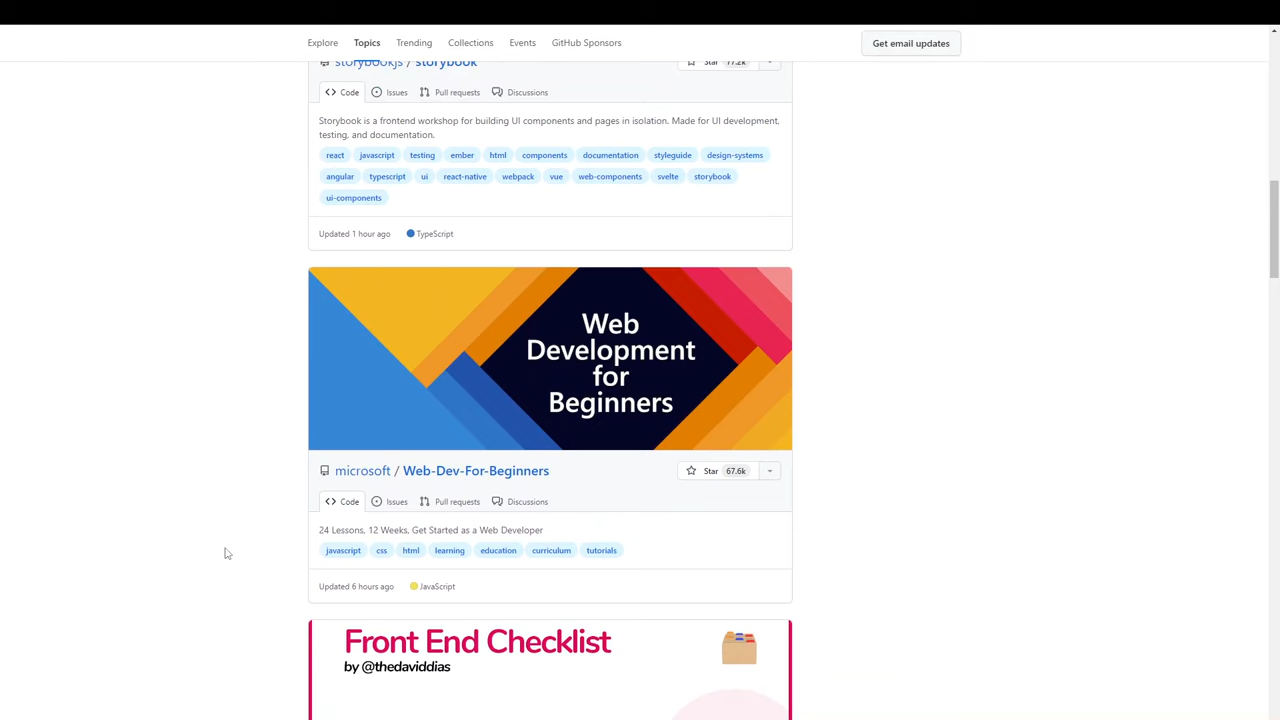 Explore Topics Trending Collections Events GitHub Sponsors Get email updates
storybookjs / storybook Star 77.2k
Code Issues Pull requests Discussions
Storybook is a frontend workshop for building UI components and pages in isolation. Made for UI development,
testing, and documentation.
react javascript testing ember html components documentation styleguide design-systems
angular typescript ui react-native webpack vue web-components svelte storybook
ui-components
Updated 1 hour ago TypeScript
Web
Development
for
Beginners
microsoft / Web-Dev-For-Beginners Star 67.6k
Code Issues Pull requests Discussions
24 Lessons, 12 Weeks, Get Started as a Web Developer
javascript css html learning education curriculum tutorials
Updated 6 hours ago JavaScript
Front End Checklist
by @thedaviddias